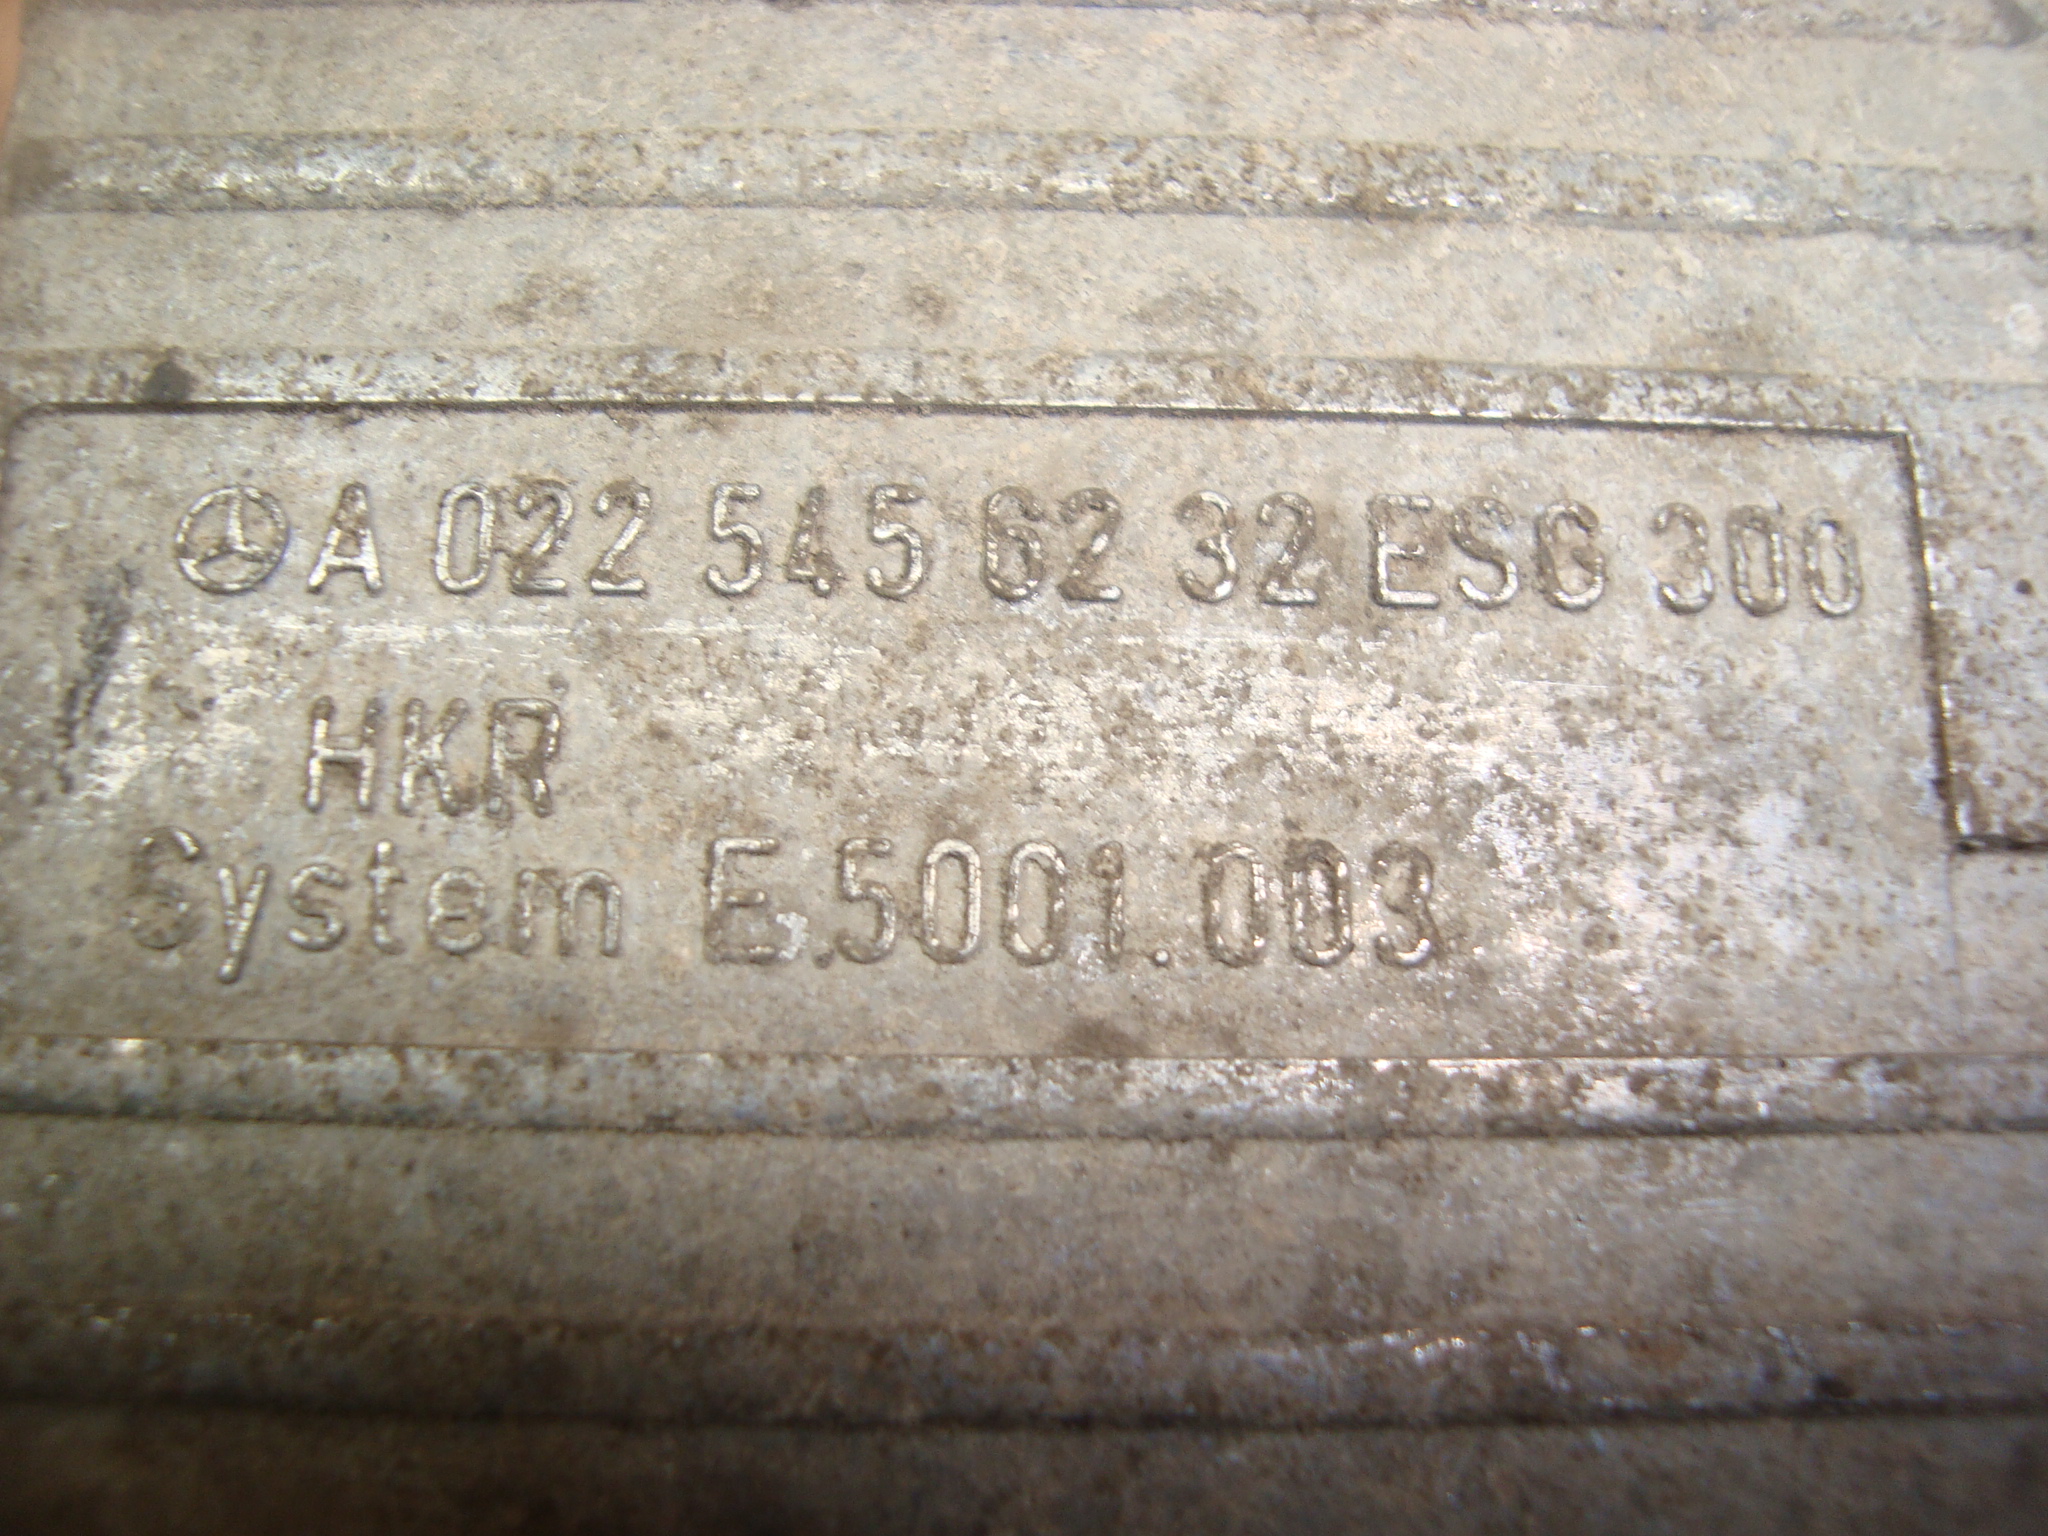 A 022 545 62 32 ESG 300
HKR
System E.5001.003